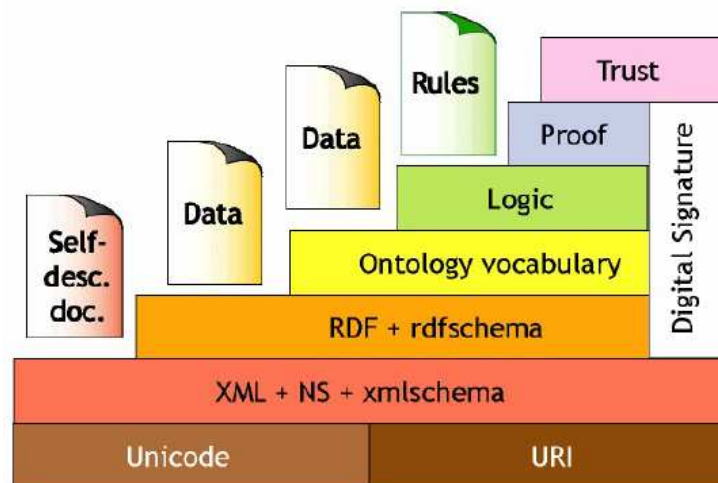 Rules
Trust
Data
Proof
Data
Logic
Self-
desc.
doc.
Ontology vocabulary
Digital Signature
RDF + rdfschema
XML + NS + xmlschema
Unicode
URI